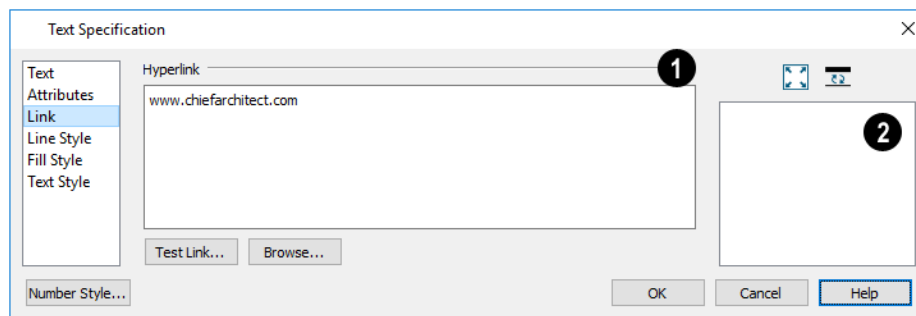 Text Specification
Text
Attributes
Link
Line Style
Fill Style
Text Style
Hyperlink
1
www.chiefarchitect.com
2
Test Link...
Browse...
Number Style...
OK
Cancel
Help